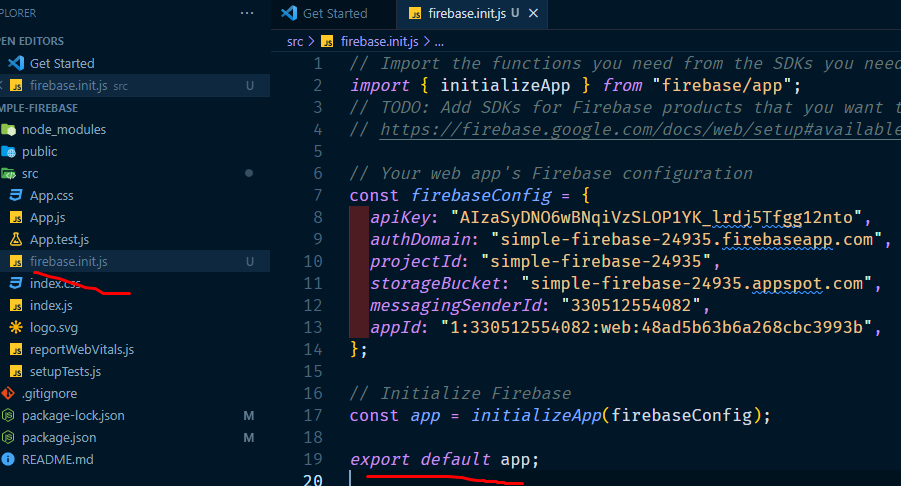 PLORER
···
Get Started
firebase.init.js U ×
src > firebase.init.js > ...
PEN EDITORS
Get Started
firebase.init.js src U
MPLE-FIREBASE
node_modules
public
src
App.css
App.js
App.test.js
firebase.init.js U
index.css
index.js
logo.svg
reportWebVitals.js
setupTests.js
.gitignore
package-lock.json M
package.json M
README.md
1 // Import the functions you need from the SDKs you need
2 import { initializeApp } from "firebase/app";
3 // TODO: Add SDKs for Firebase products that you want t
4 // https://firebase.google.com/docs/web/setup#available
5
6 // Your web app's Firebase configuration
7 const firebaseConfig = {
8 apiKey: "AIzaSyDNO6wBNqiVzSLOP1YK_lrdj5Tfgg12nto",
9 authDomain: "simple-firebase-24935.firebaseapp.com",
10 projectId: "simple-firebase-24935",
11 storageBucket: "simple-firebase-24935.appspot.com",
12 messagingSenderId: "330512554082",
13 appId: "1:330512554082:web:48ad5b63b6a268cbc3993b",
14 };
15
16 // Initialize Firebase
17 const app = initializeApp(firebaseConfig);
18
19 export default app;
20